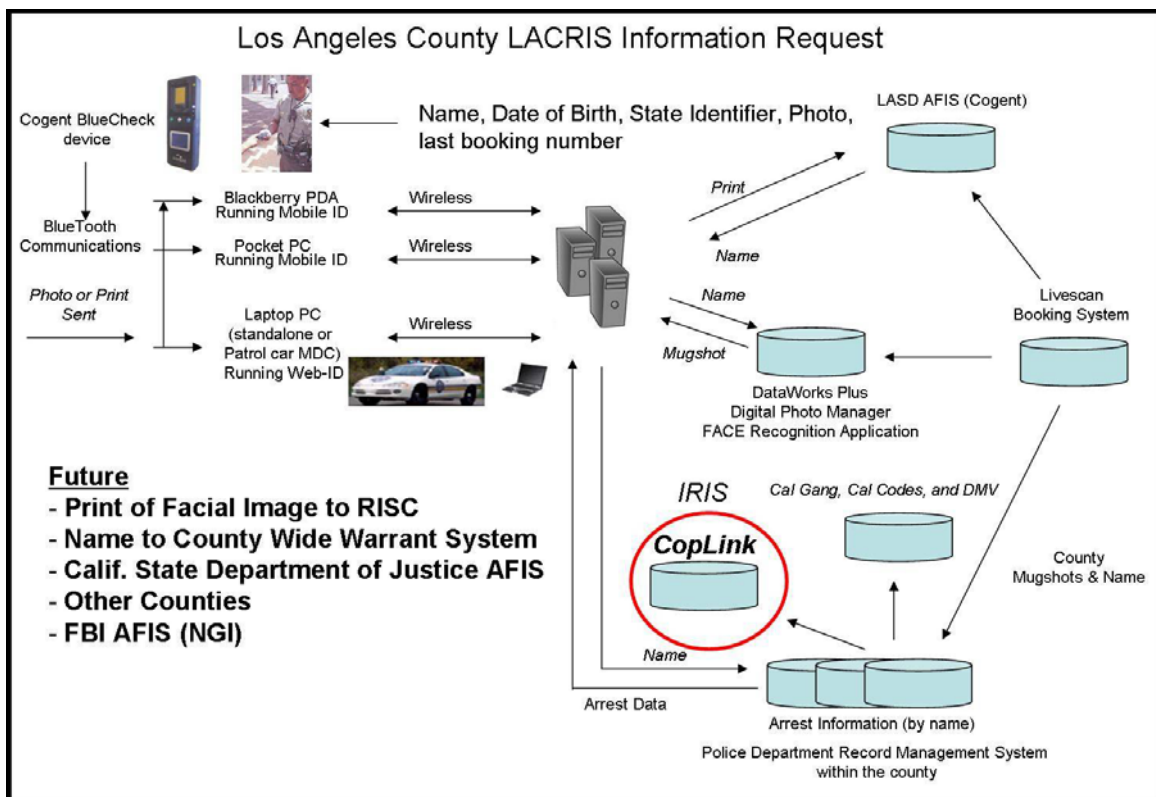 Los Angeles County LACRIS Information Request
Cogent BlueCheck
device
Name, Date of Birth, State Identifier, Photo,
last booking number
LASD AFIS (Cogent)
BlueTooth
Communications
Blackberry PDA
Running Mobile ID
Wireless
Pocket PC
Running Mobile ID
Wireless
Photo or Print
Sent
Laptop PC
(standalone or
Patrol car MDC)
Running Web-ID
Wireless
Print
Name
Name
Mugshot
Livescan
Booking System
DataWorks Plus
Digital Photo Manager
FACE Recognition Application
Future
- Print of Facial Image to RISC
- Name to County Wide Warrant System
- Calif. State Department of Justice AFIS
- Other Counties
- FBI AFIS (NGI)
IRIS
CopLink
Cal Gang, Cal Codes, and DMV
County
Mugshots & Name
Name
Arrest Data
Arrest Information (by name)
Police Department Record Management System
within the county